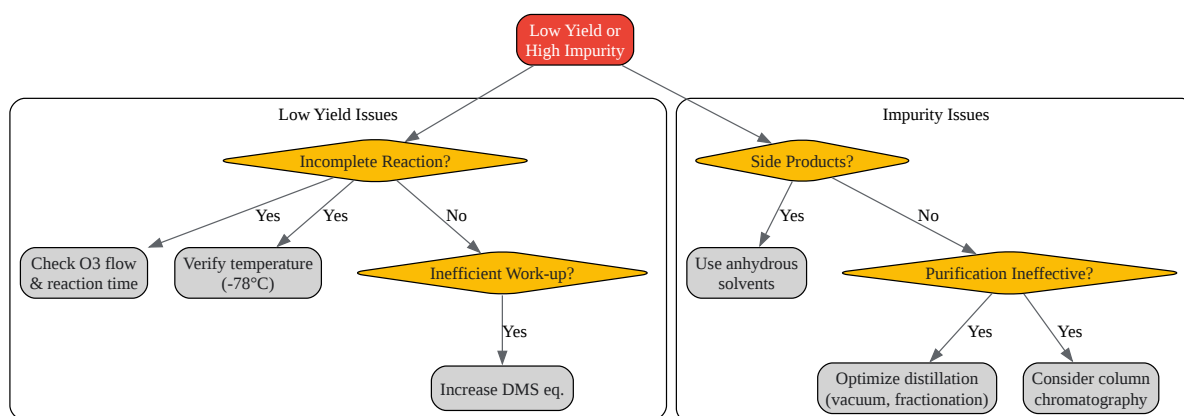 Low Yield or
High Impurity
Low Yield Issues
Impurity Issues
Incomplete Reaction?
Side Products?
Yes
Yes
No
Yes
No
Check O3 flow
& reaction time
Verify temperature
(-78°C)
Inefficient Work-up?
Use anhydrous
solvents
Purification Ineffective?
Yes
Yes
Yes
Increase DMS eq.
Optimize distillation
(vacuum, fractionation)
Consider column
chromatography